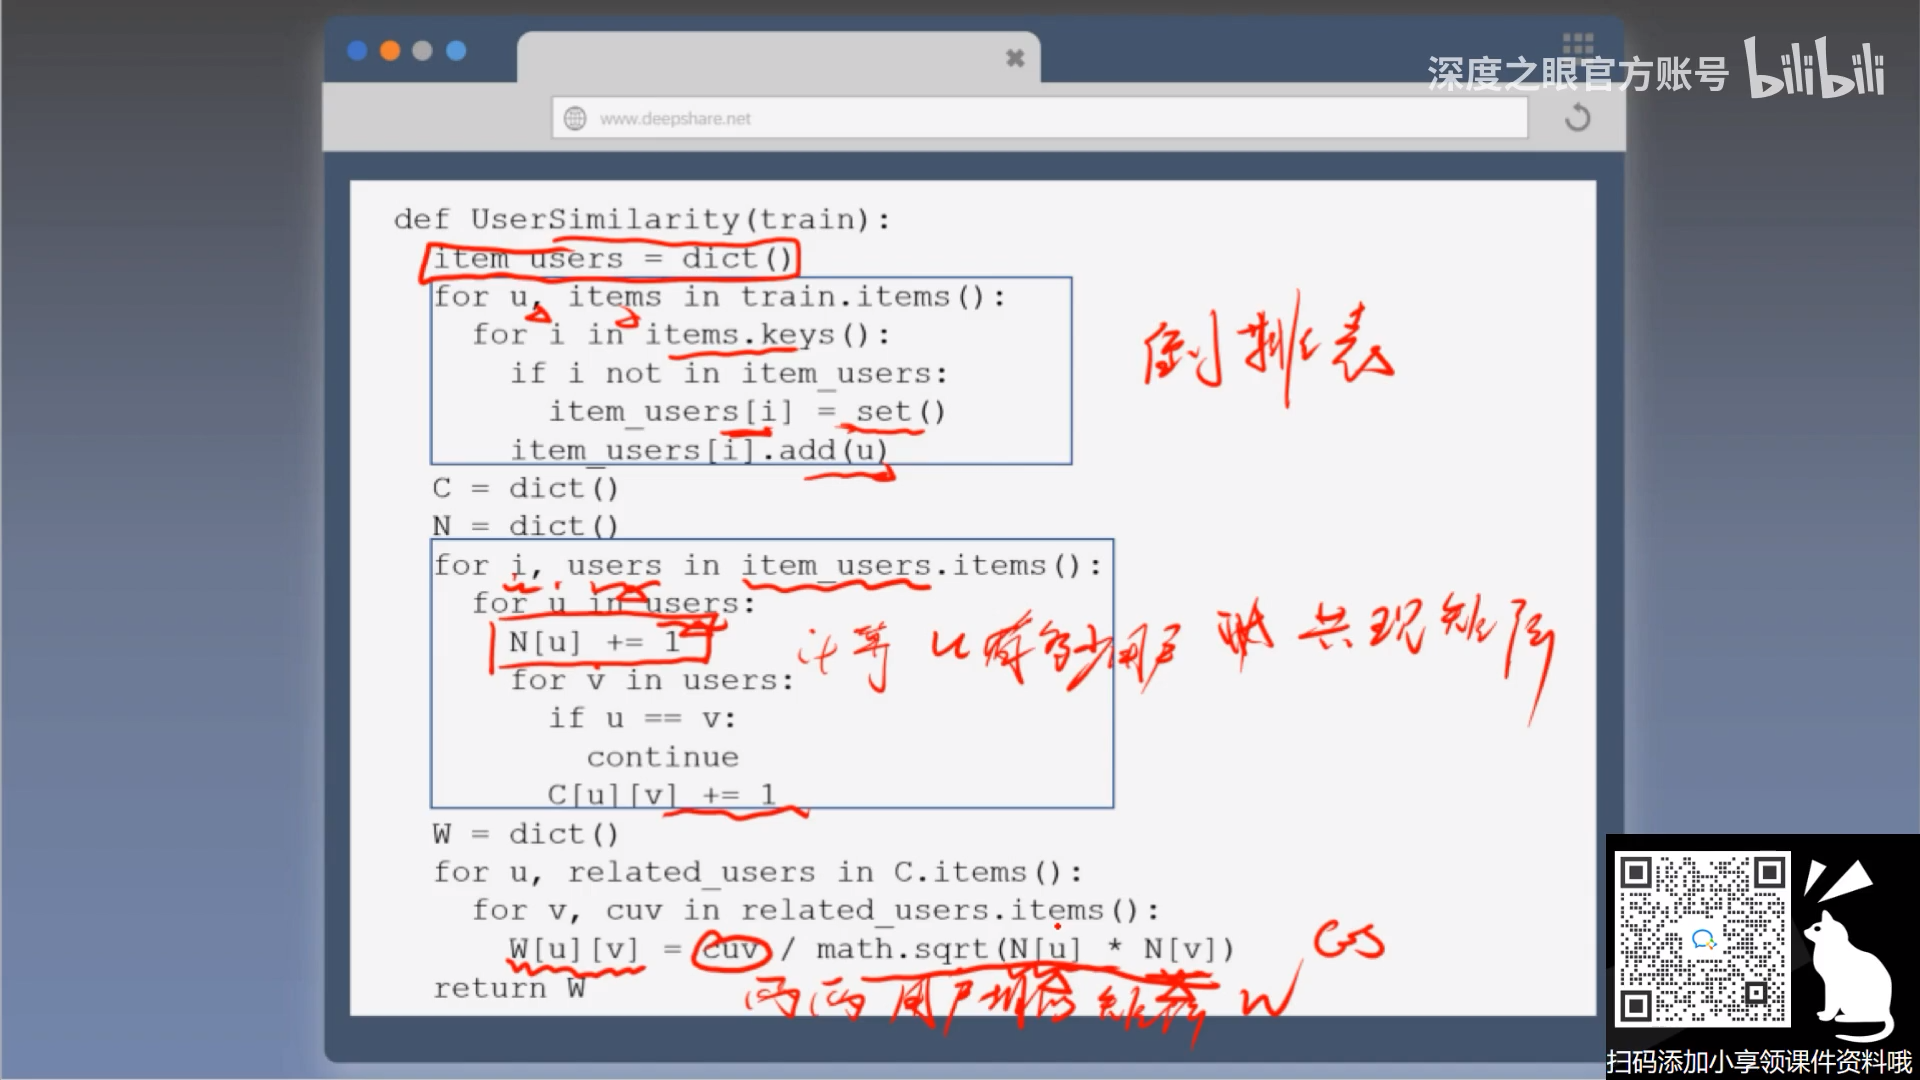 深度之眼官方账号 bilibili
www.deepshare.net
def UserSimilarity(train):
item_users = dict()
for u, items in train.items():
for i in items.keys():
if i not in item_users:
item_users[i] = set()
item_users[i].add(u)
倒排表
C = dict()
N = dict()
for i, users in item_users.items():
for u in users:
N[u] += 1
计算 u 有多少用户
共现矩阵
for v in users:
if u == v:
continue
C[u][v] += 1
W = dict()
for u, related_users in C.items():
for v, cuv in related_users.items():
W[u][v] = cuv / math.sqrt(N[u] * N[v])
cos
return W
两两用户
矩阵 W
扫码添加小享领课件资料哦